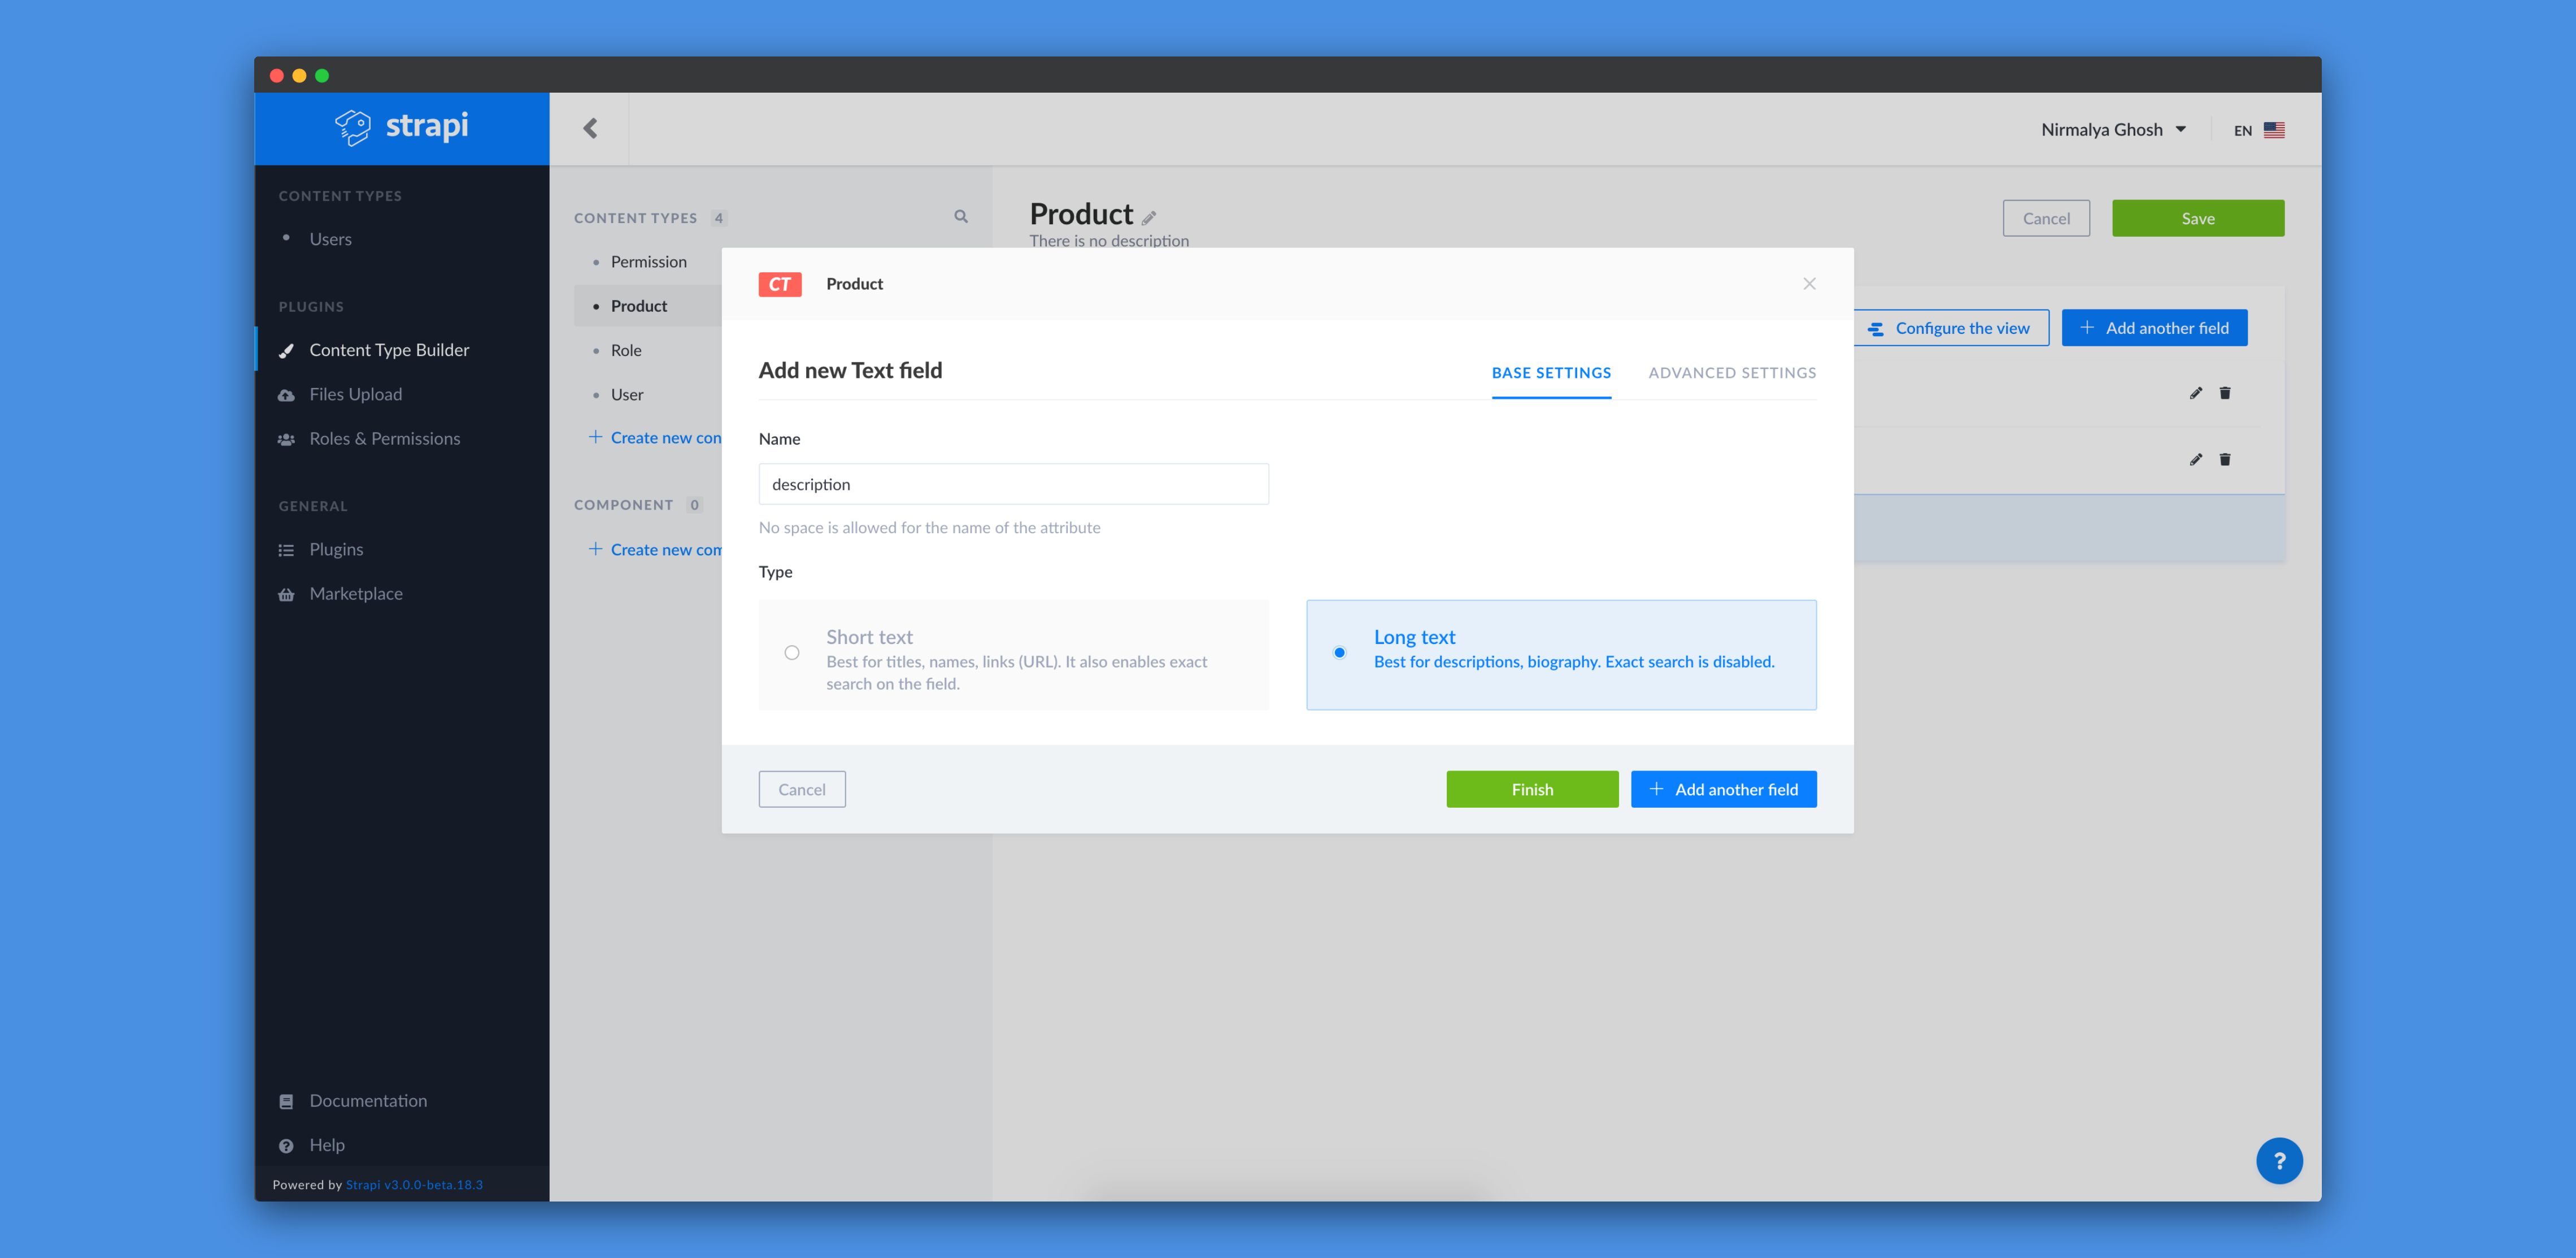 strapi
Nirmalya Ghosh
EN
CONTENT TYPES
Users
PLUGINS
Content Type Builder
Files Upload
Roles & Permissions
GENERAL
Plugins
Marketplace
Documentation
Help
Powered by Strapi v3.0.0-beta.18.3
CONTENT TYPES 4
Permission
Product
Role
User
+ Create new con
COMPONENT 0
+ Create new com
Product
There is no description
Cancel
Save
Configure the view
+ Add another field
CT Product
Add new Text field
BASE SETTINGS
ADVANCED SETTINGS
Name
description
No space is allowed for the name of the attribute
Type
Short text
Best for titles, names, links (URL). It also enables exact
search on the field.
Long text
Best for descriptions, biography. Exact search is disabled.
Cancel
Finish
+ Add another field
?